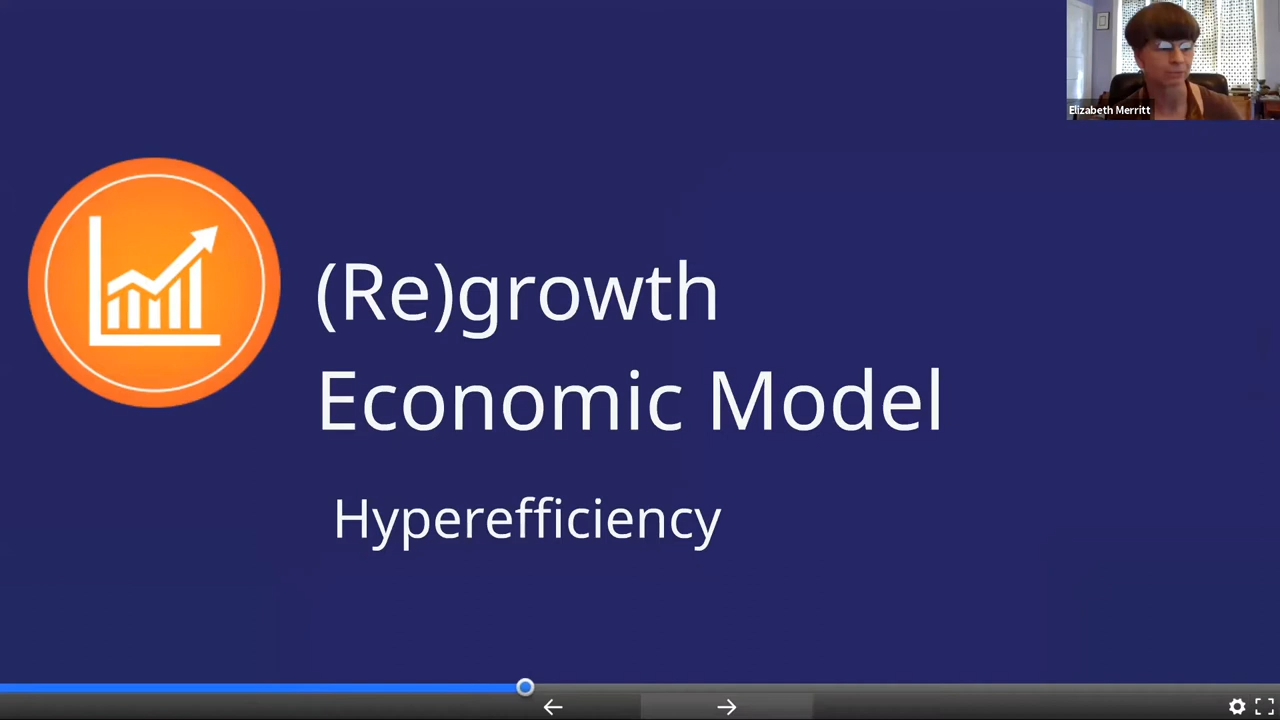 Elizabeth Merritt
(Re)growth
Economic Model
Hyperefficiency